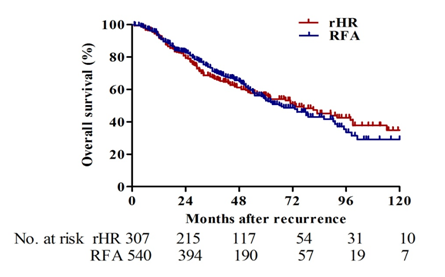 rHR
RFA
Overall survival (%)
100
80
60
40
20
0
0 24 48 72 96 120
Months after recurrence
No. at risk rHR 307 215 117 54 31 10
RFA 540 394 190 57 19 7